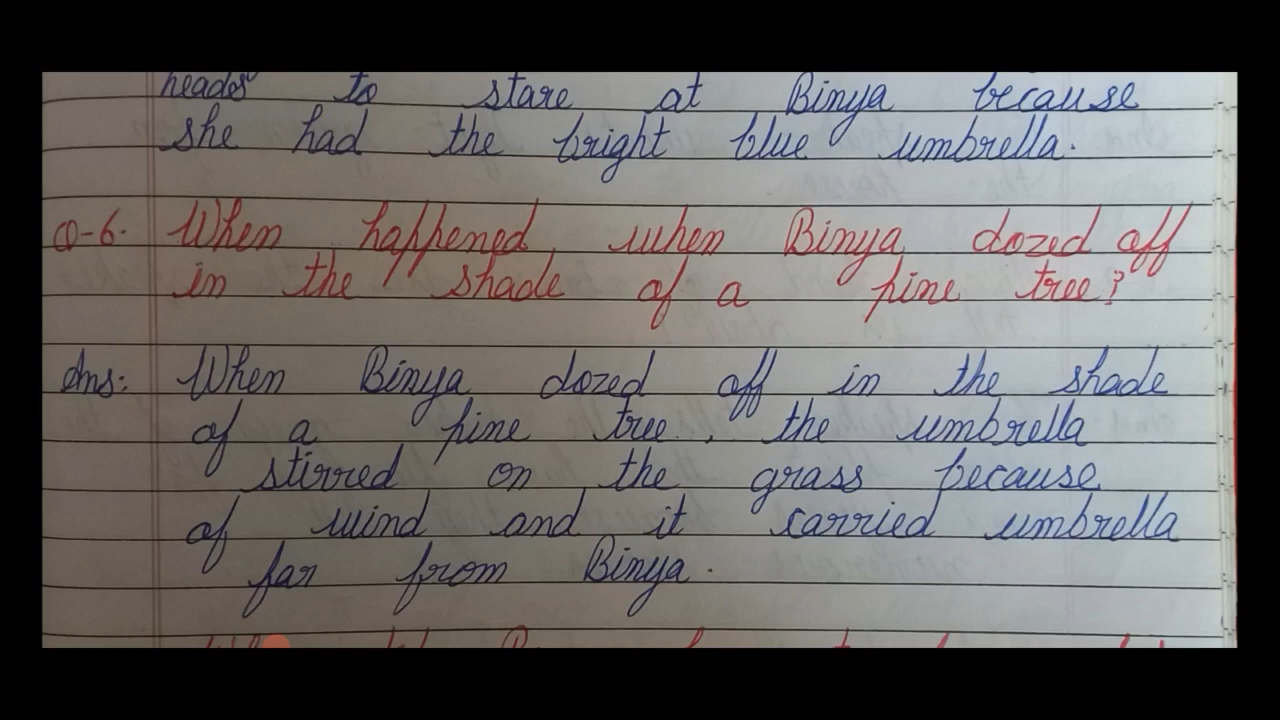 heads to stare at Binya because
she had the bright blue umbrella.
Q-6. When happened, when Binya dozed off
in the shade of a pine tree?
Ans: When Binya dozed off in the shade
of a pine tree, the umbrella
stirred on the grass because
of wind and it carried umbrella
far from Binya.